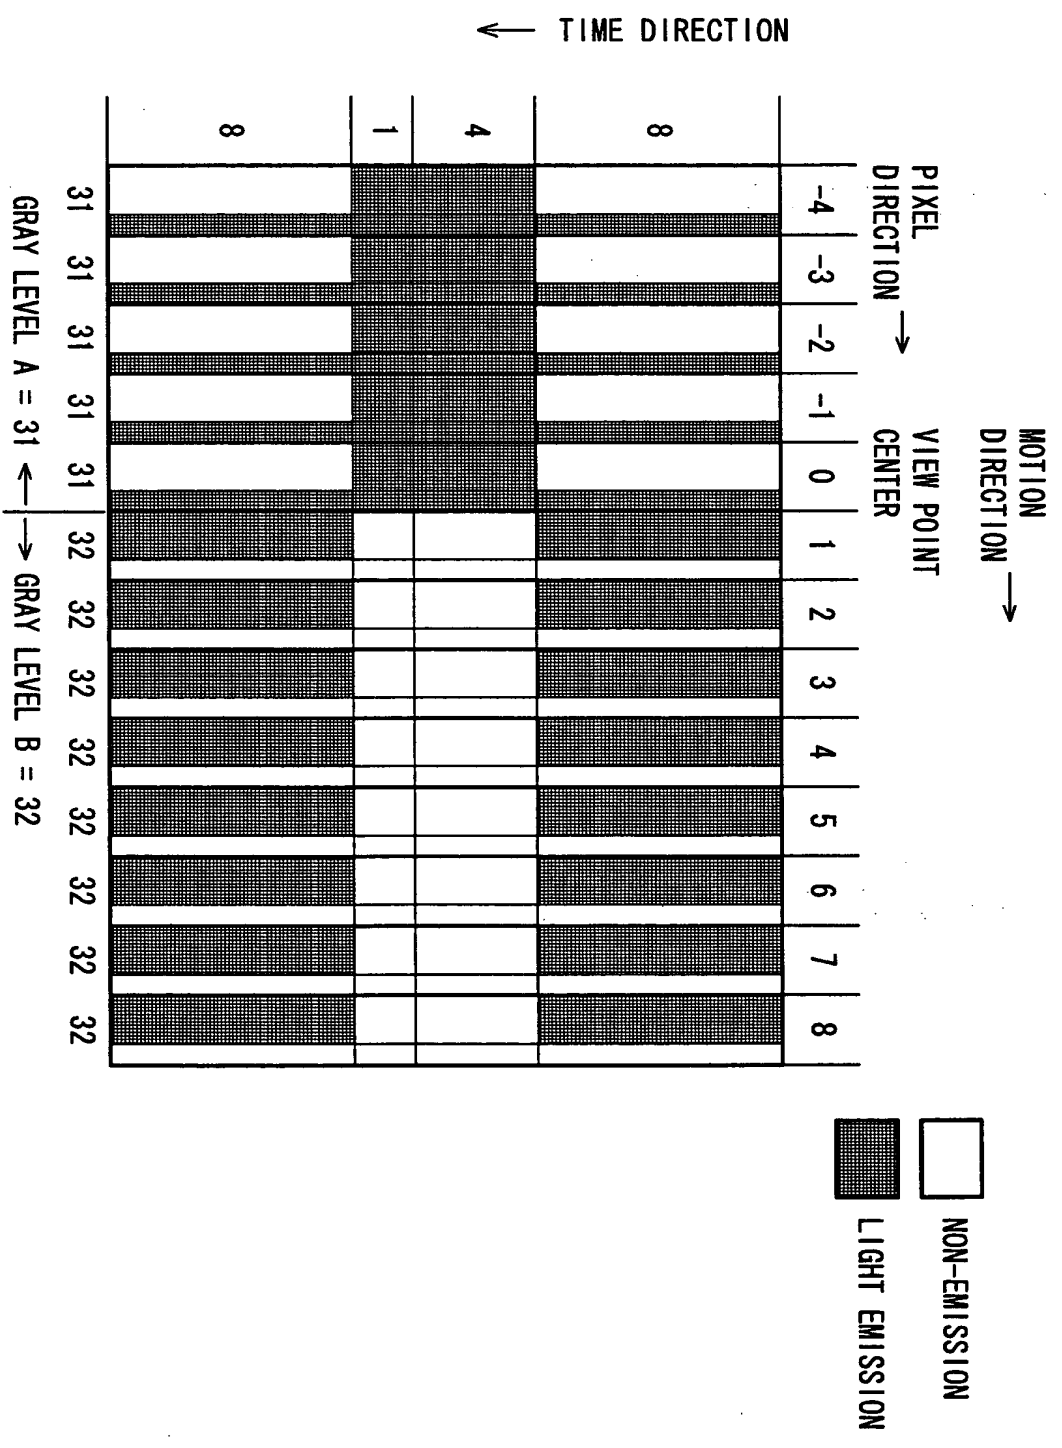 MOTION
DIRECTION →
PIXEL
DIRECTION →
VIEW POINT
CENTER
-4 -3 -2 -1 0 1 2 3 4 5 6 7 8
8
4
1
8
← TIME DIRECTION
31 31 31 31 31 32 32 32 32 32 32 32 32
GRAY LEVEL A = 31 ← → GRAY LEVEL B = 32
NON-EMISSION
LIGHT EMISSION